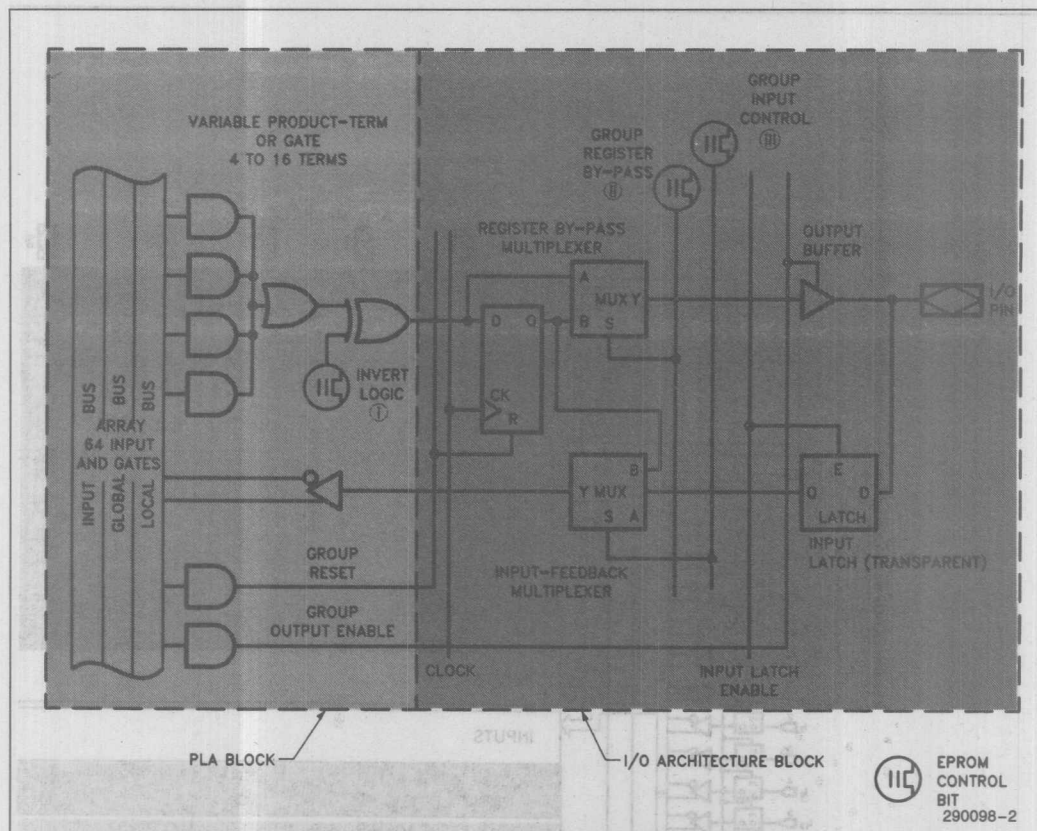 VARIABLE PRODUCT-TERM
OR GATE
4 TO 16 TERMS
GROUP
INPUT
CONTROL
III
GROUP
REGISTER
BY-PASS
II
REGISTER BY-PASS
MULTIPLEXER
OUTPUT
BUFFER
A
MUX Y
B S
I/O
PIN
D Q
CK
R
INVERT
LOGIC
I
INPUT BUS
GLOBAL BUS
LOCAL BUS
ARRAY
64 INPUT
AND GATES
B
Y MUX
S A
E
Q D
LATCH
INPUT
LATCH (TRANSPARENT)
GROUP
RESET
INPUT-FEEDBACK
MULTIPLEXER
GROUP
OUTPUT ENABLE
CLOCK
INPUT LATCH
ENABLE
PLA BLOCK
I/O ARCHITECTURE BLOCK
INPUTS
EPROM
CONTROL
BIT
290098-2